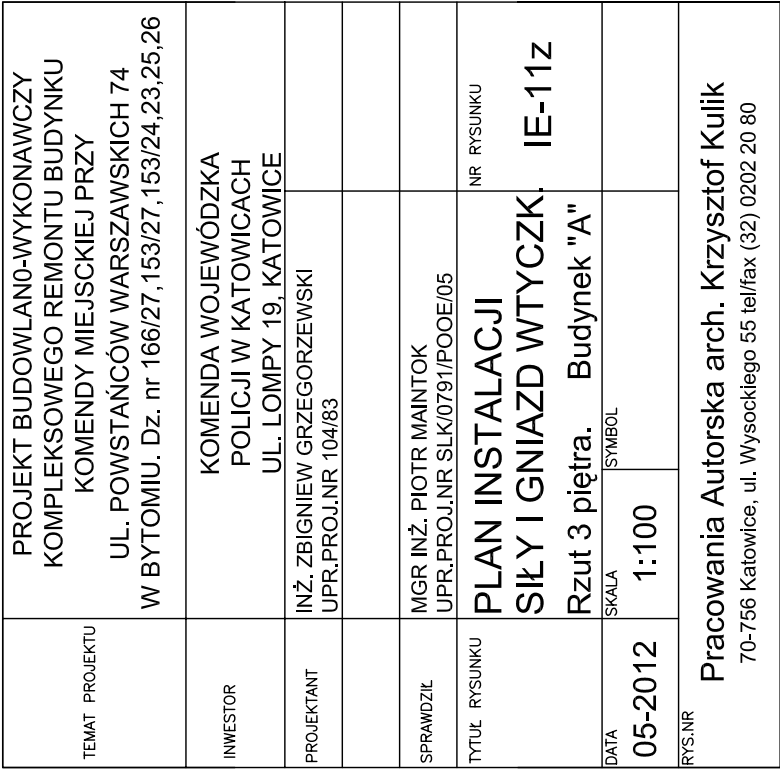 TEMAT PROJEKTU
PROJEKT BUDOWLAN0-WYKONAWCZY
KOMPLEKSOWEGO REMONTU BUDYNKU
KOMENDY MIEJSCKIEJ PRZY
UL. POWSTAŃCÓW WARSZAWSKICH 74
W BYTOMIU. Dz. nr 166/27,153/27,153/24,23,25,26
INWESTOR
KOMENDA WOJEWÓDZKA
POLICJI W KATOWICACH
UL. LOMPY 19, KATOWICE
PROJEKTANT
INŻ. ZBIGNIEW GRZEGORZEWSKI
UPR.PROJ.NR 104/83
SPRAWDZIŁ
MGR INŻ. PIOTR MAINTOK
UPR.PROJ.NR SLK/0791/POOE/05
TYTUŁ RYSUNKU
PLAN INSTALACJI
SIŁY I GNIAZD WTYCZK.
Rzut 3 piętra. Budynek "A"
NR RYSUNKU
IE-11z
DATA
05-2012
SKALA
1:100
SYMBOL
RYS.NR
Pracowania Autorska arch. Krzysztof Kulik
70-756 Katowice, ul. Wysockiego 55 tel/fax (32) 0202 20 80